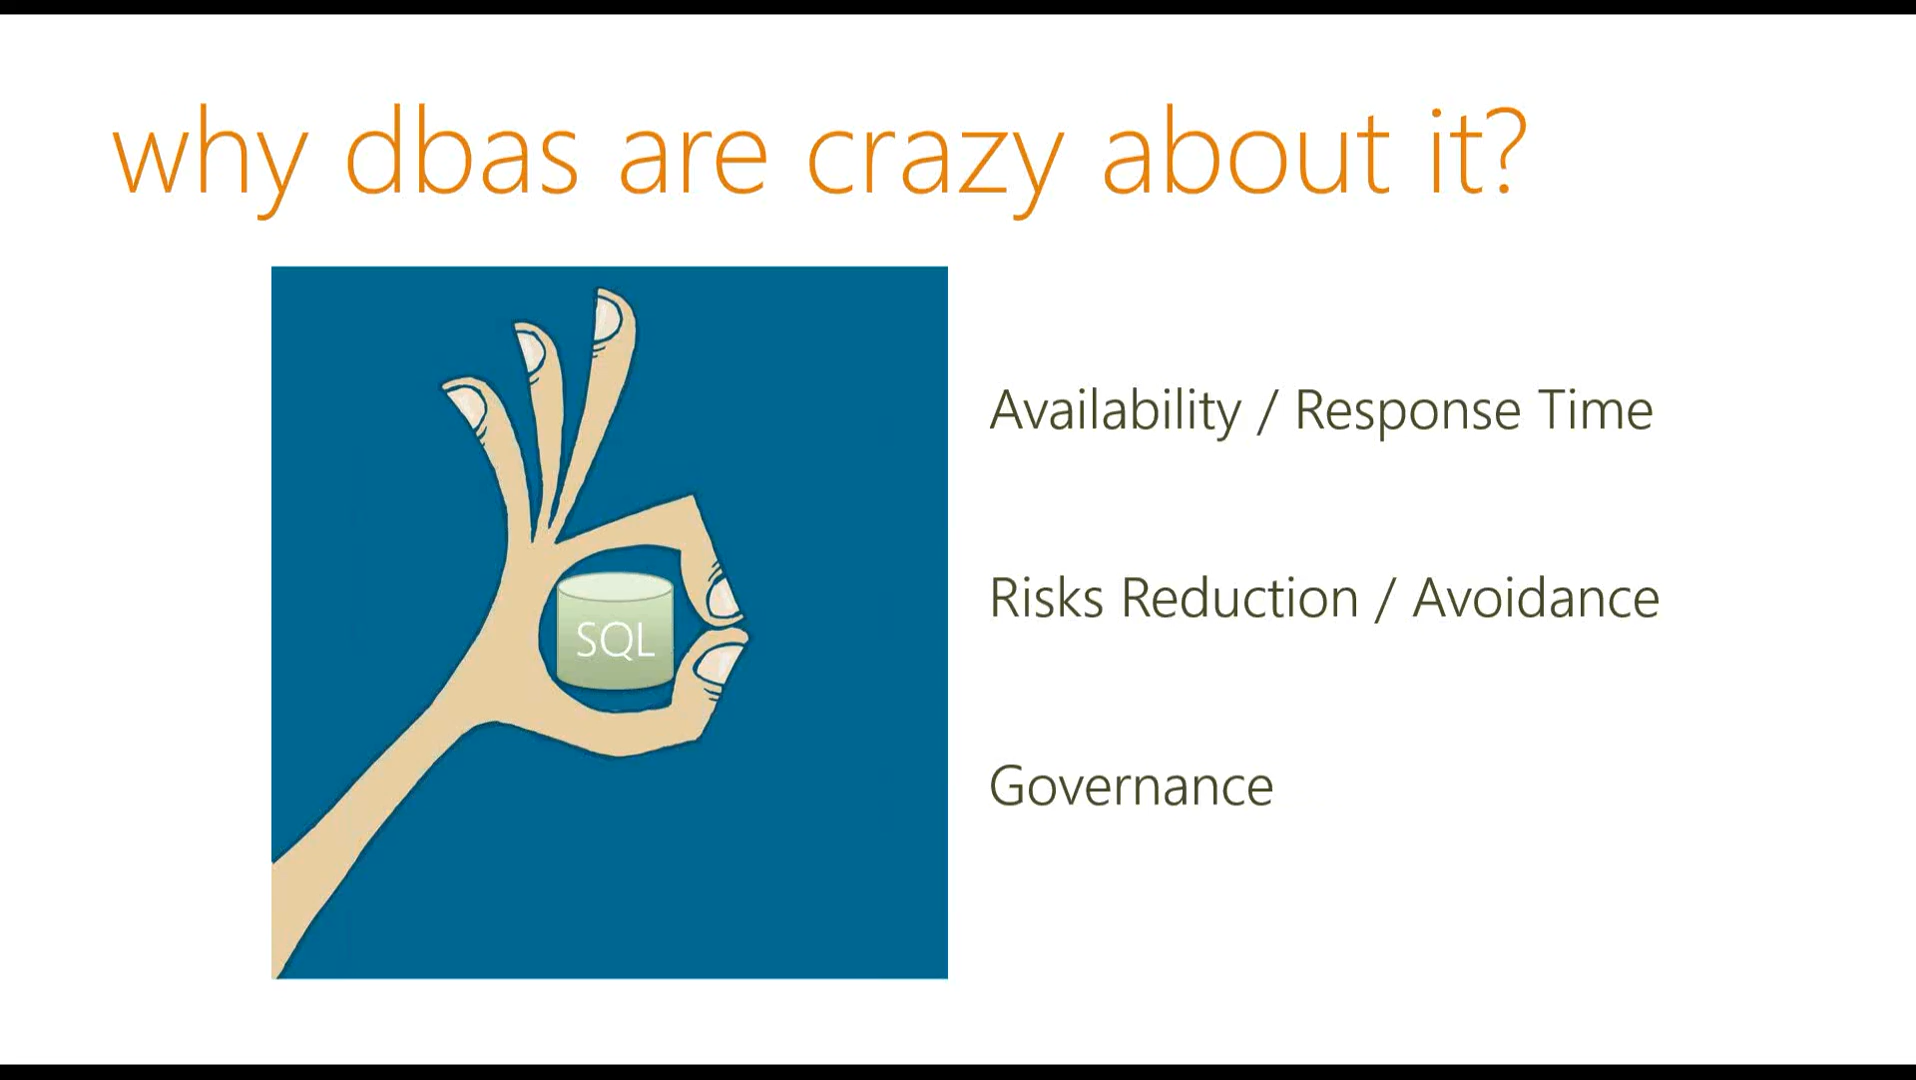 why dbas are crazy about it?
SQL
Availability / Response Time
Risks Reduction / Avoidance
Governance